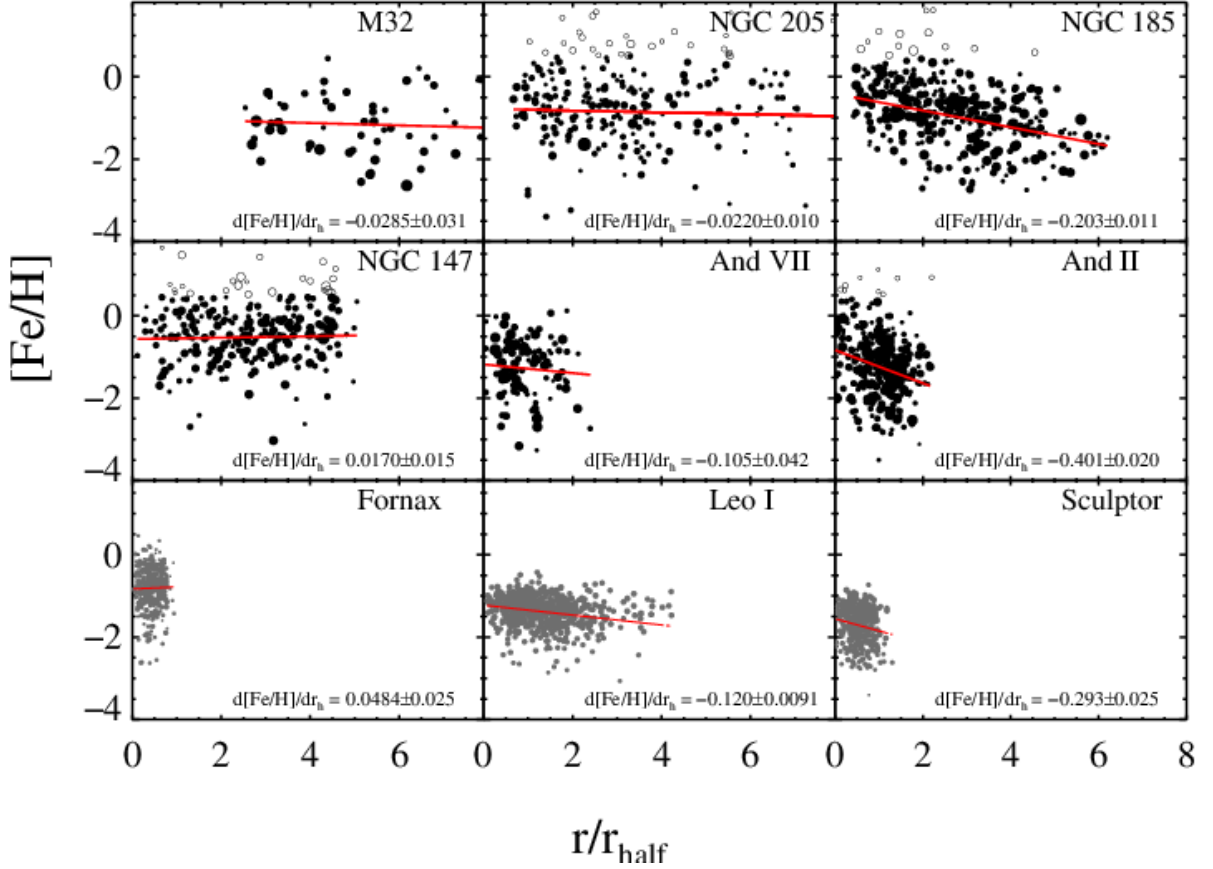 M32 NGC 205 NGC 185
0
-2
-4
d[Fe/H]/dr_h = −0.0285±0.031 d[Fe/H]/dr_h = −0.0220±0.010 d[Fe/H]/dr_h = −0.203±0.011
NGC 147 And VII And II
[Fe/H]
0
−2
−4
d[Fe/H]/dr_h = 0.0170±0.015 d[Fe/H]/dr_h = −0.105±0.042 d[Fe/H]/dr_h = −0.401±0.020
Fornax Leo I Sculptor
0
−2
−4
d[Fe/H]/dr_h = 0.0484±0.025 d[Fe/H]/dr_h = −0.120±0.0091 d[Fe/H]/dr_h = −0.293±0.025
0 2 4 6 0 2 4 6 0 2 4 6 8
r/r_half